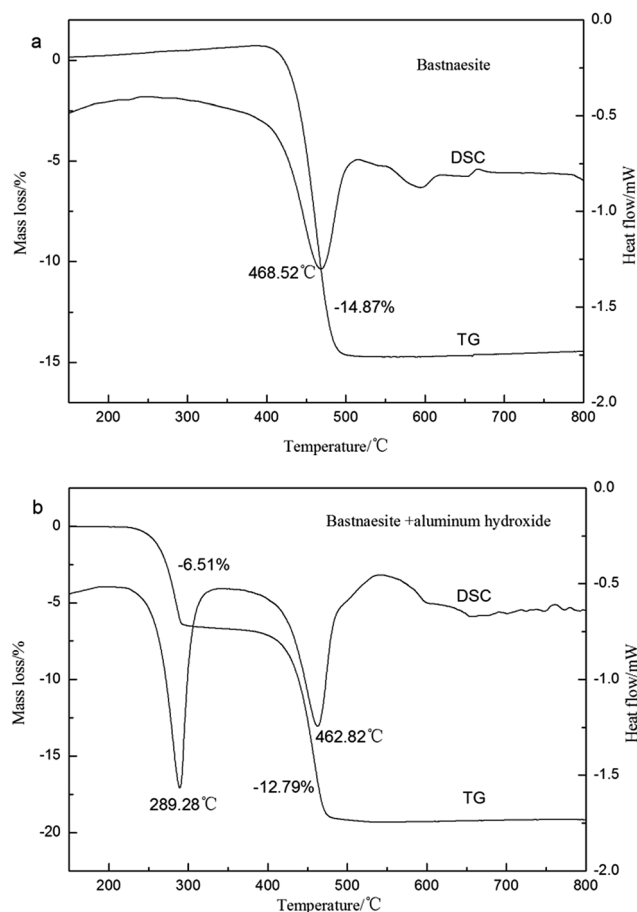 a
Bastnaesite
DSC
468.52℃
-14.87%
TG
0
-5
-10
-15
Mass loss/%
0.0
-0.5
-1.0
-1.5
-2.0
Heat flow/mW
200 300 400 500 600 700 800
Temperature/℃
b
Bastnaesite +aluminum hydroxide
-6.51%
DSC
462.82℃
-12.79%
289.28℃
TG
0
-5
-10
-15
-20
Mass loss/%
0.0
-0.5
-1.0
-1.5
-2.0
Heat flow/mW
200 300 400 500 600 700 800
Temperature/℃